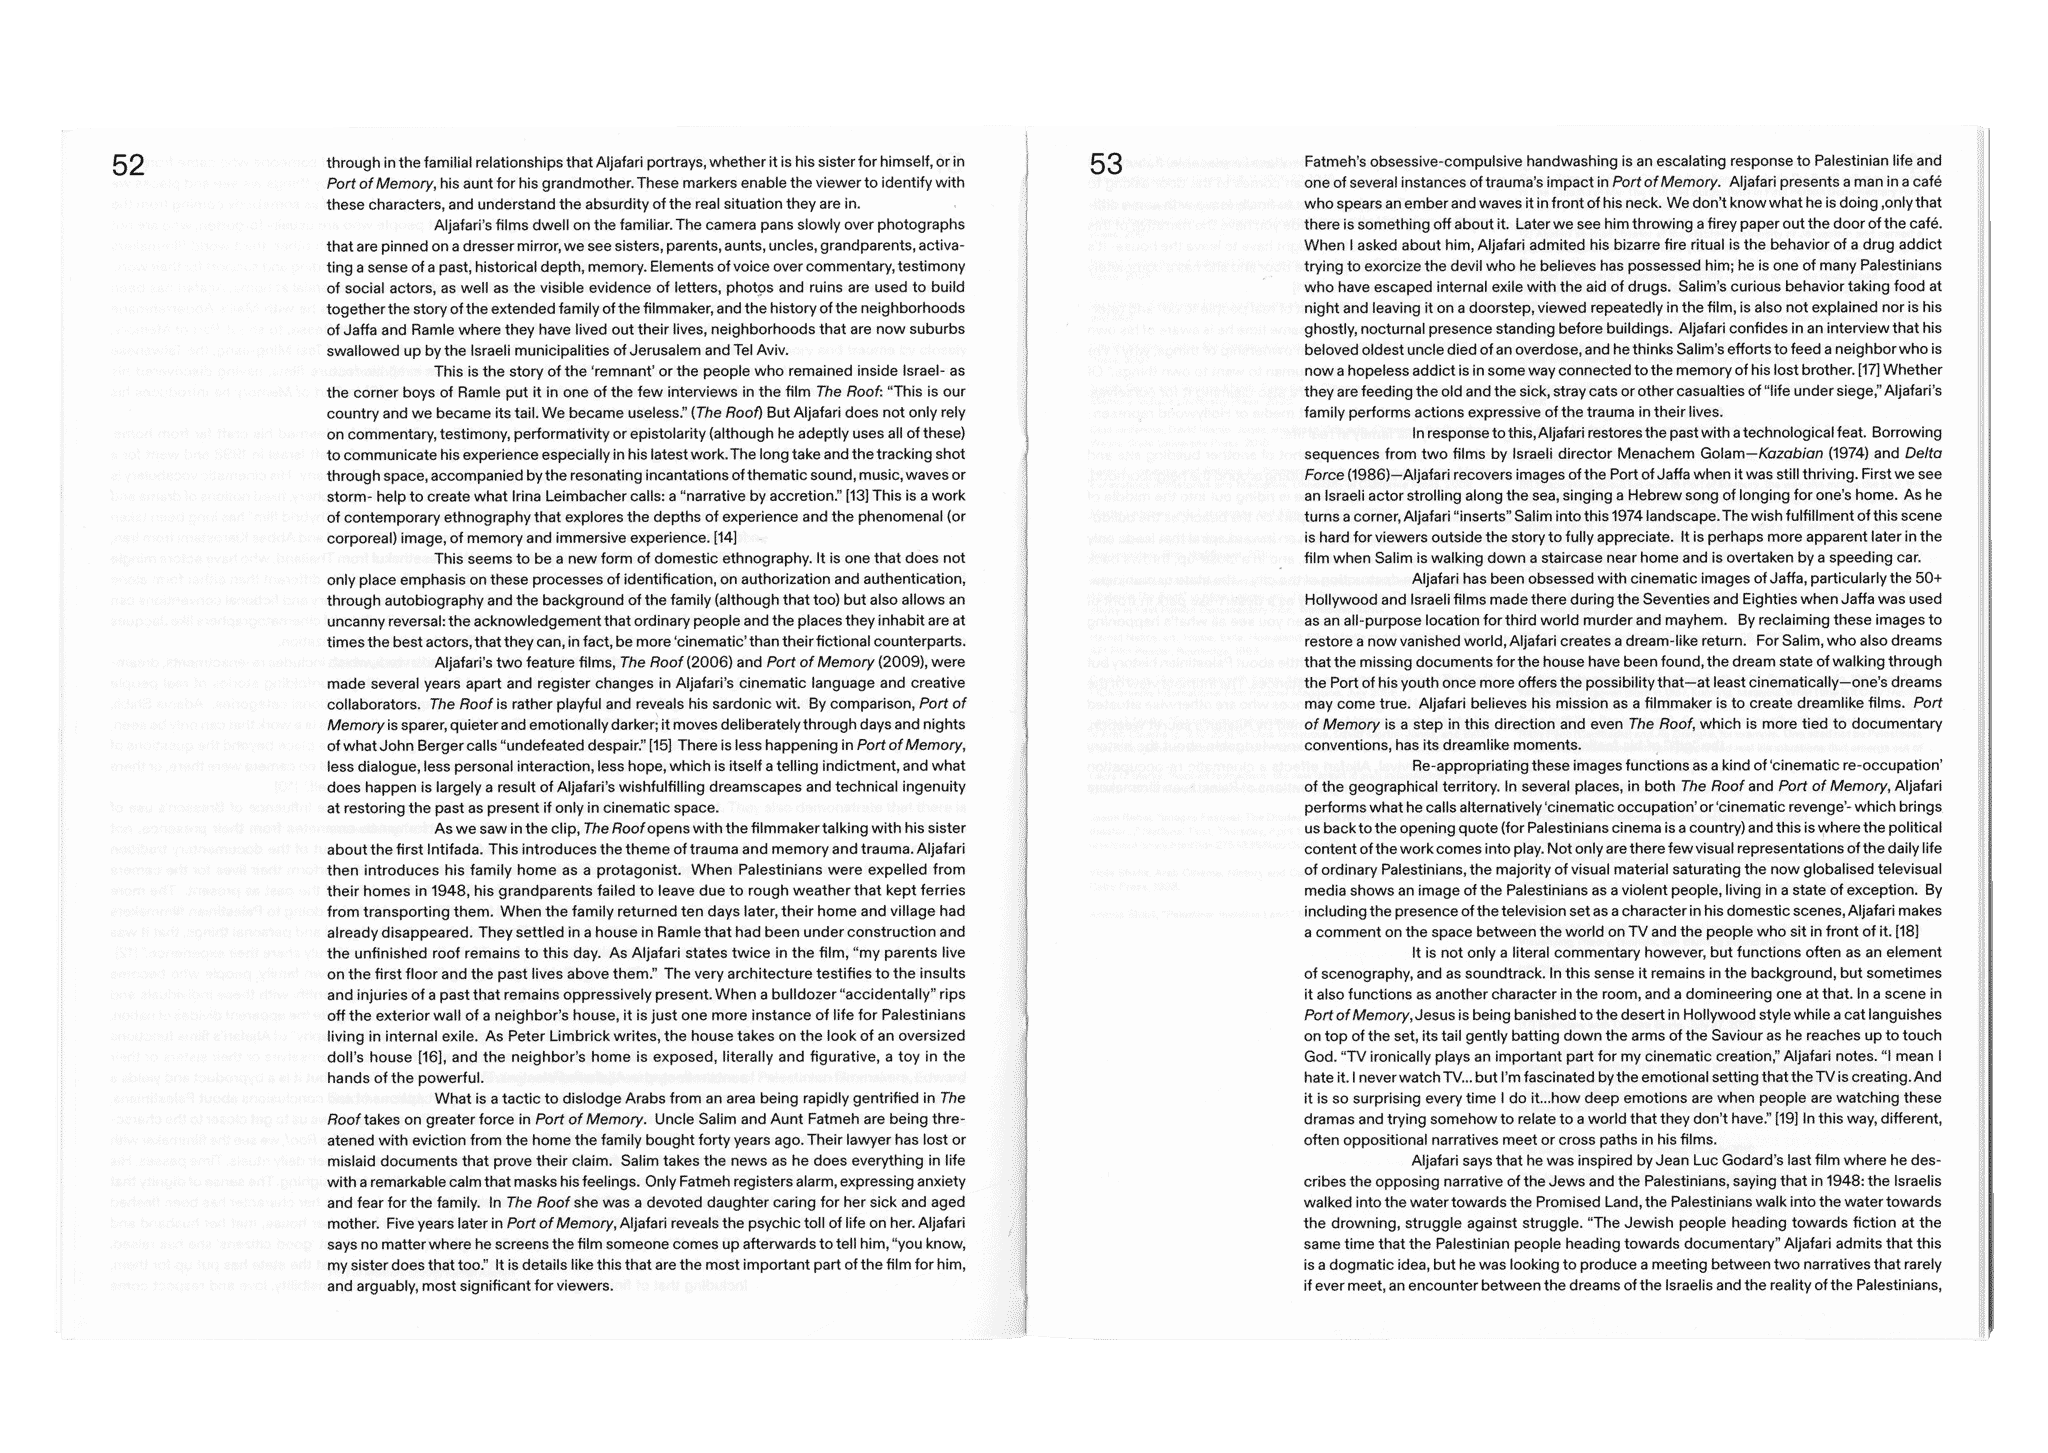 52
through in the familial relationships that Aljafari portrays, whether it is his sister for himself, or in
Port of Memory, his aunt for his grandmother. These markers enable the viewer to identify with
these characters, and understand the absurdity of the real situation they are in.
Aljafari's films dwell on the familiar. The camera pans slowly over photographs
that are pinned on a dresser mirror, we see sisters, parents, aunts, uncles, grandparents, activa-
ting a sense of a past, historical depth, memory. Elements of voice over commentary, testimony
of social actors, as well as the visible evidence of letters, photos and ruins are used to build
together the story of the extended family of the filmmaker, and the history of the neighborhoods
of Jaffa and Ramle where they have lived out their lives, neighborhoods that are now suburbs
swallowed up by the Israeli municipalities of Jerusalem and Tel Aviv.
This is the story of the 'remnant' or the people who remained inside Israel- as
the corner boys of Ramle put it in one of the few interviews in the film The Roof: "This is our
country and we became its tail. We became useless." (The Roof) But Aljafari does not only rely
on commentary, testimony, performativity or epistolarity (although he adeptly uses all of these)
to communicate his experience especially in his latest work. The long take and the tracking shot
through space, accompanied by the resonating incantations of thematic sound, music, waves or
storm- help to create what Irina Leimbacher calls: a "narrative by accretion." [13] This is a work
of contemporary ethnography that explores the depths of experience and the phenomenal (or
corporeal) image, of memory and immersive experience. [14]
This seems to be a new form of domestic ethnography. It is one that does not
only place emphasis on these processes of identification, on authorization and authentication,
through autobiography and the background of the family (although that too) but also allows an
uncanny reversal: the acknowledgement that ordinary people and the places they inhabit are at
times the best actors, that they can, in fact, be more 'cinematic' than their fictional counterparts.
Aljafari's two feature films, The Roof (2006) and Port of Memory (2009), were
made several years apart and register changes in Aljafari's cinematic language and creative
collaborators. The Roof is rather playful and reveals his sardonic wit. By comparison, Port of
Memory is sparer, quieter and emotionally darker; it moves deliberately through days and nights
of what John Berger calls "undefeated despair." [15] There is less happening in Port of Memory,
less dialogue, less personal interaction, less hope, which is itself a telling indictment, and what
does happen is largely a result of Aljafari's wishfulfilling dreamscapes and technical ingenuity
at restoring the past as present if only in cinematic space.
As we saw in the clip, The Roof opens with the filmmaker talking with his sister
about the first Intifada. This introduces the theme of trauma and memory and trauma. Aljafari
then introduces his family home as a protagonist. When Palestinians were expelled from
their homes in 1948, his grandparents failed to leave due to rough weather that kept ferries
from transporting them. When the family returned ten days later, their home and village had
already disappeared. They settled in a house in Ramle that had been under construction and
the unfinished roof remains to this day. As Aljafari states twice in the film, "my parents live
on the first floor and the past lives above them." The very architecture testifies to the insults
and injuries of a past that remains oppressively present. When a bulldozer "accidentally" rips
off the exterior wall of a neighbor's house, it is just one more instance of life for Palestinians
living in internal exile. As Peter Limbrick writes, the house takes on the look of an oversized
doll's house [16], and the neighbor's home is exposed, literally and figurative, a toy in the
hands of the powerful.
What is a tactic to dislodge Arabs from an area being rapidly gentrified in The
Roof takes on greater force in Port of Memory. Uncle Salim and Aunt Fatmeh are being thre-
atened with eviction from the home the family bought forty years ago. Their lawyer has lost or
mislaid documents that prove their claim. Salim takes the news as he does everything in life
with a remarkable calm that masks his feelings. Only Fatmeh registers alarm, expressing anxiety
and fear for the family. In The Roof she was a devoted daughter caring for her sick and aged
mother. Five years later in Port of Memory, Aljafari reveals the psychic toll of life on her. Aljafari
says no matter where he screens the film someone comes up afterwards to tell him, "you know,
my sister does that too." It is details like this that are the most important part of the film for him,
and arguably, most significant for viewers.
53
Fatmeh's obsessive-compulsive handwashing is an escalating response to Palestinian life and
one of several instances of trauma's impact in Port of Memory. Aljafari presents a man in a café
who spears an ember and waves it in front of his neck. We don't know what he is doing ,only that
there is something off about it. Later we see him throwing a firey paper out the door of the café.
When I asked about him, Aljafari admitted his bizarre fire ritual is the behavior of a drug addict
trying to exorcize the devil who he believes has possessed him; he is one of many Palestinians
who have escaped internal exile with the aid of drugs. Salim's curious behavior taking food at
night and leaving it on a doorstep, viewed repeatedly in the film, is also not explained nor is his
ghostly, nocturnal presence standing before buildings. Aljafari confides in an interview that his
beloved oldest uncle died of an overdose, and he thinks Salim's efforts to feed a neighbor who is
now a hopeless addict is in some way connected to the memory of his lost brother. [17] Whether
they are feeding the old and the sick, stray cats or other casualties of "life under siege," Aljafari's
family performs actions expressive of the trauma in their lives.
In response to this, Aljafari restores the past with a technological feat. Borrowing
sequences from two films by Israeli director Menachem Golam—Kazabian (1974) and Delta
Force (1986)—Aljafari recovers images of the Port of Jaffa when it was still thriving. First we see
an Israeli actor strolling along the sea, singing a Hebrew song of longing for one's home. As he
turns a corner, Aljafari "inserts" Salim into this 1974 landscape. The wish fulfillment of this scene
is hard for viewers outside the story to fully appreciate. It is perhaps more apparent later in the
film when Salim is walking down a staircase near home and is overtaken by a speeding car.
Aljafari has been obsessed with cinematic images of Jaffa, particularly the 50+
Hollywood and Israeli films made there during the Seventies and Eighties when Jaffa was used
as an all-purpose location for third world murder and mayhem. By reclaiming these images to
restore a now vanished world, Aljafari creates a dream-like return. For Salim, who also dreams
that the missing documents for the house have been found, the dream state of walking through
the Port of his youth once more offers the possibility that—at least cinematically—one's dreams
may come true. Aljafari believes his mission as a filmmaker is to create dreamlike films. Port
of Memory is a step in this direction and even The Roof, which is more tied to documentary
conventions, has its dreamlike moments.
Re-appropriating these images functions as a kind of 'cinematic re-occupation'
of the geographical territory. In several places, in both The Roof and Port of Memory, Aljafari
performs what he calls alternatively 'cinematic occupation' or 'cinematic revenge'- which brings
us back to the opening quote (for Palestinians cinema is a country) and this is where the political
content of the work comes into play. Not only are there few visual representations of the daily life
of ordinary Palestinians, the majority of visual material saturating the now globalised televisual
media shows an image of the Palestinians as a violent people, living in a state of exception. By
including the presence of the television set as a character in his domestic scenes, Aljafari makes
a comment on the space between the world on TV and the people who sit in front of it. [18]
It is not only a literal commentary however, but functions often as an element
of scenography, and as soundtrack. In this sense it remains in the background, but sometimes
it also functions as another character in the room, and a domineering one at that. In a scene in
Port of Memory, Jesus is being banished to the desert in Hollywood style while a cat languishes
on top of the set, its tail gently batting down the arms of the Saviour as he reaches up to touch
God. "TV ironically plays an important part for my cinematic creation," Aljafari notes. "I mean I
hate it. I never watch TV... but I'm fascinated by the emotional setting that the TV is creating. And
it is so surprising every time I do it...how deep emotions are when people are watching these
dramas and trying somehow to relate to a world that they don't have." [19] In this way, different,
often oppositional narratives meet or cross paths in his films.
Aljafari says that he was inspired by Jean Luc Godard's last film where he des-
cribes the opposing narrative of the Jews and the Palestinians, saying that in 1948: the Israelis
walked into the water towards the Promised Land, the Palestinians walk into the water towards
the drowning, struggle against struggle. "The Jewish people heading towards fiction at the
same time that the Palestinian people heading towards documentary" Aljafari admits that this
is a dogmatic idea, but he was looking to produce a meeting between two narratives that rarely
if ever meet, an encounter between the dreams of the Israelis and the reality of the Palestinians,